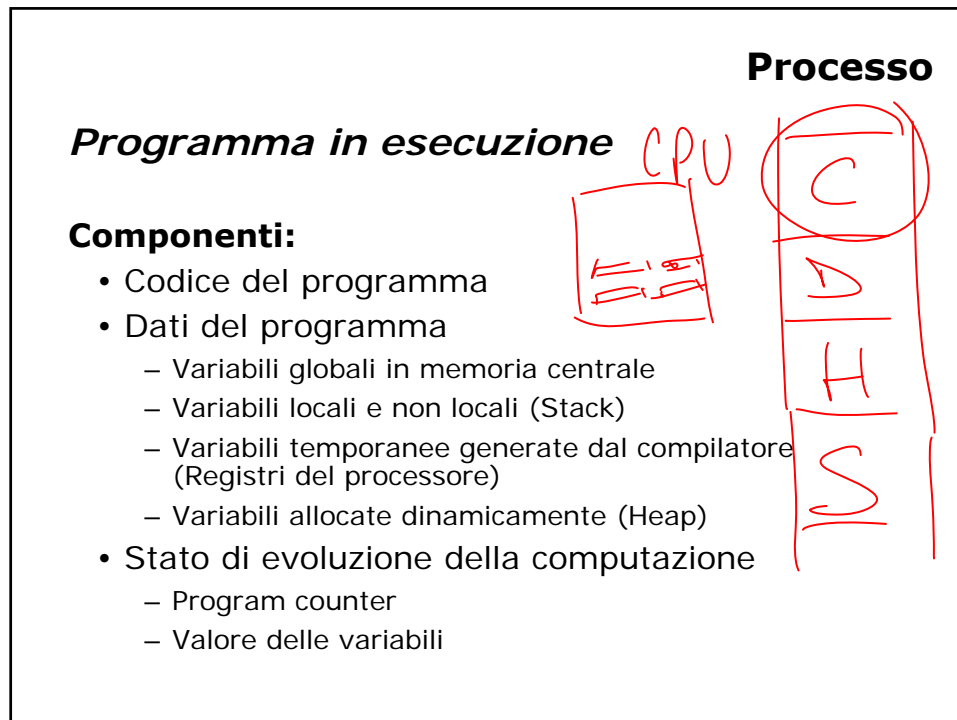 Processo
Programma in esecuzione
CPU
C
D
H
S
Componenti:
• Codice del programma
• Dati del programma
– Variabili globali in memoria centrale
– Variabili locali e non locali (Stack)
– Variabili temporanee generate dal compilatore
(Registri del processore)
– Variabili allocate dinamicamente (Heap)
• Stato di evoluzione della computazione
– Program counter
– Valore delle variabili